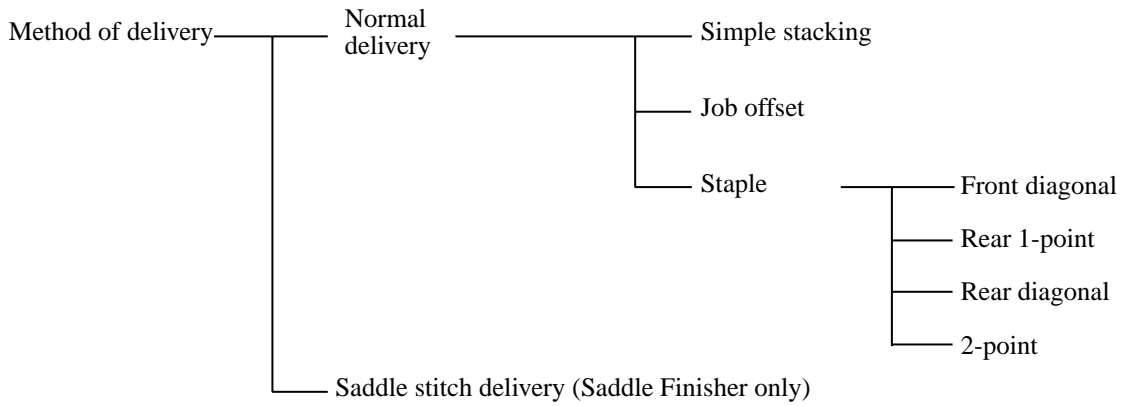 Method of delivery
Normal
delivery
Simple stacking
Job offset
Staple
Front diagonal
Rear 1-point
Rear diagonal
2-point
Saddle stitch delivery (Saddle Finisher only)